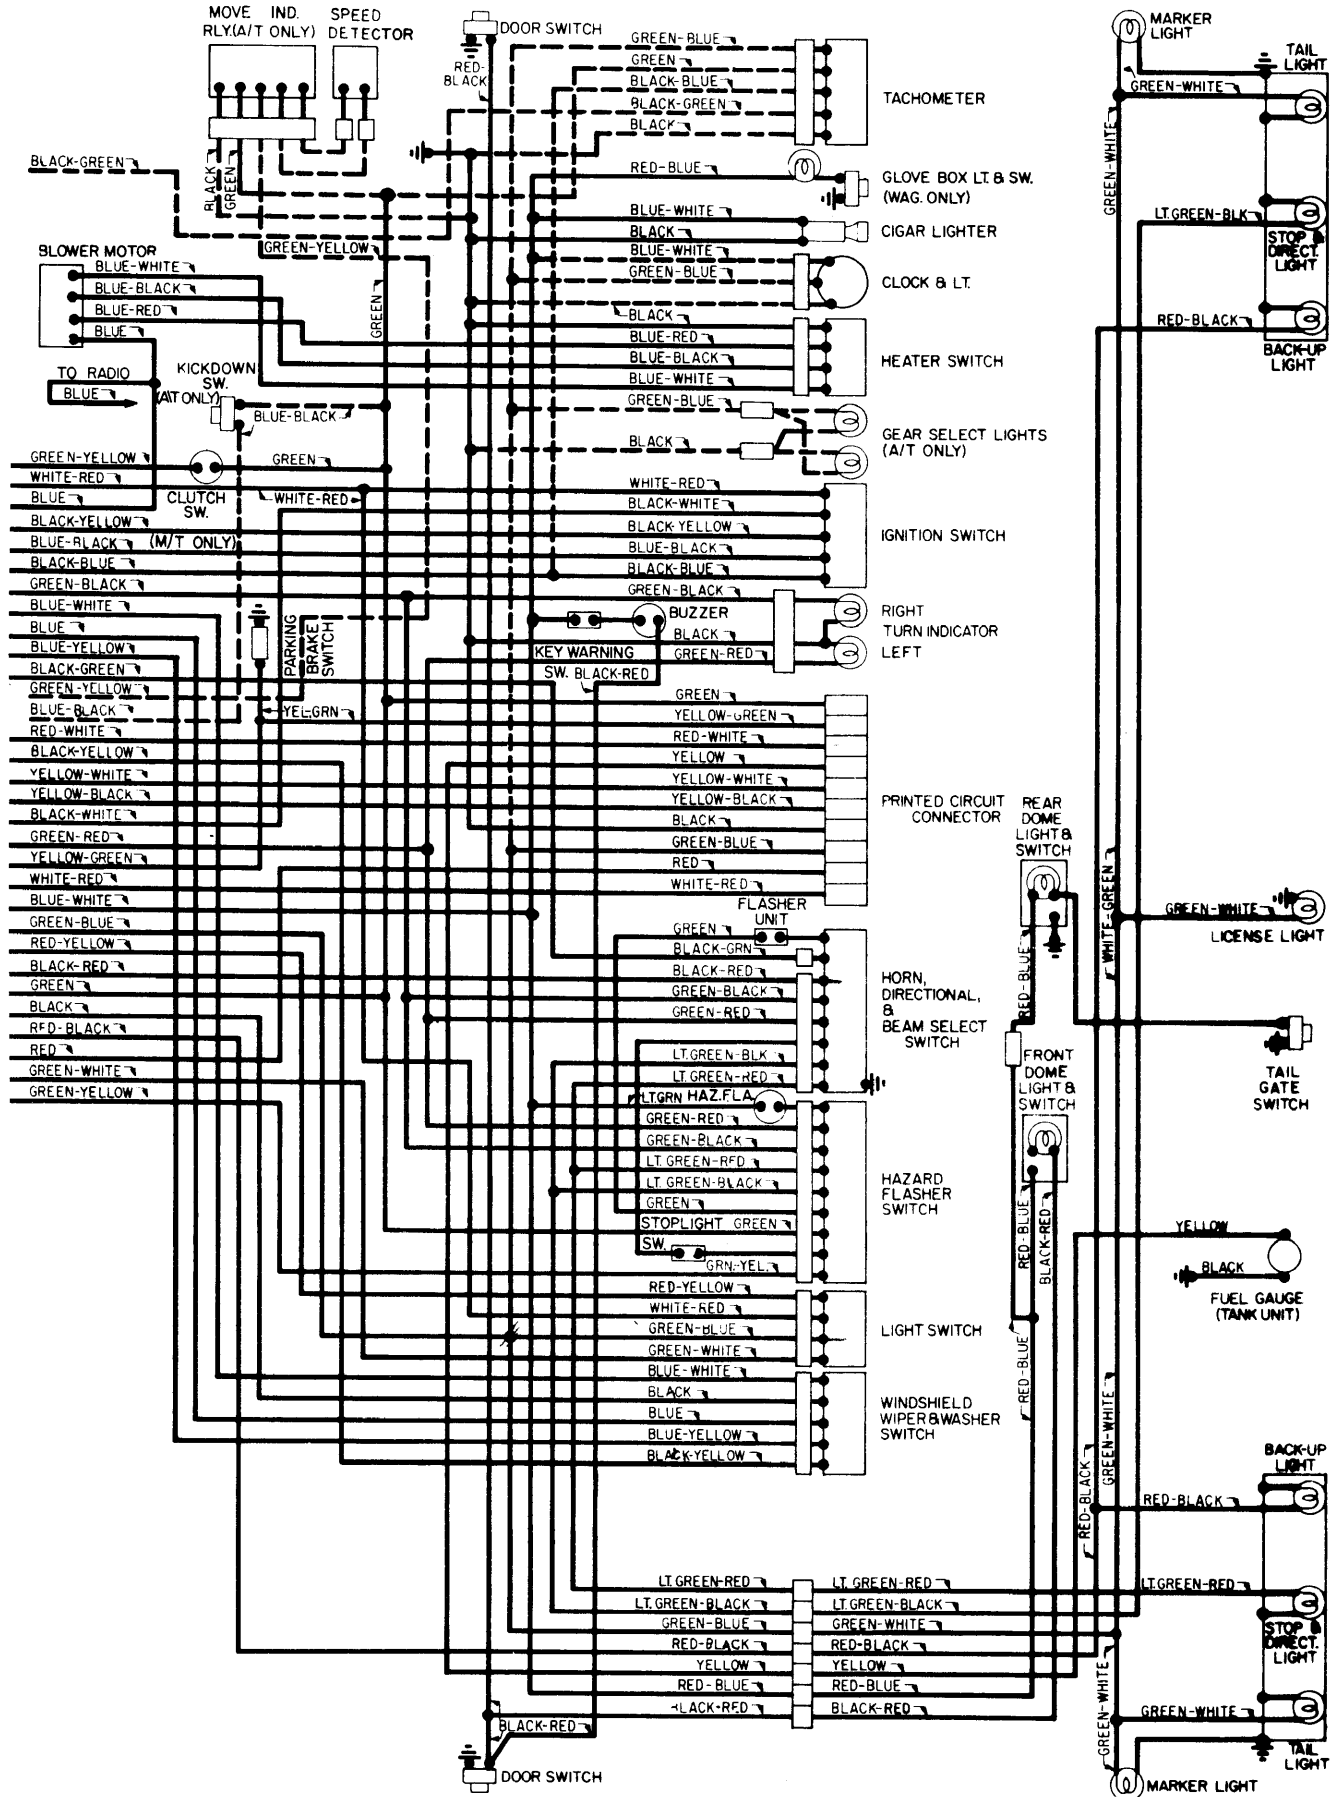 MOVE IND.
RLY.(A/T ONLY)
SPEED
DETECTOR
DOOR SWITCH
RED-
BLACK
GREEN-BLUE
GREEN
BLACK-BLUE
BLACK-GREEN
BLACK
TACHOMETER
MARKER
LIGHT
TAIL
LIGHT
GREEN-WHITE
GREEN-WHITE
BLACK-GREEN
BLACK
GREEN
RED-BLUE
GLOVE BOX LT. & SW.
(WAG. ONLY)
BLUE-WHITE
BLACK
CIGAR LIGHTER
LT.GREEN-BLK
STOP &
DIRECT.
LIGHT
GREEN-YELLOW
BLUE-WHITE
GREEN-BLUE
CLOCK & LT.
BLOWER MOTOR
BLUE-WHITE
BLUE-BLACK
BLUE-RED
BLUE
GREEN
BLACK
BLUE-RED
BLUE-BLACK
BLUE-WHITE
HEATER SWITCH
RED-BLACK
BACK-UP
LIGHT
TO RADIO
BLUE
KICKDOWN
SW.
(A/T ONLY)
BLUE-BLACK
GREEN-BLUE
BLACK
GEAR SELECT LIGHTS
(A/T ONLY)
GREEN-YELLOW
GREEN
WHITE-RED
CLUTCH
SW.
WHITE-RED
(M/T ONLY)
BLUE
BLACK-YELLOW
BLUE-BLACK
BLACK-BLUE
GREEN-BLACK
BLUE-WHITE
BLUE
BLUE-YELLOW
BLACK-GREEN
GREEN-YELLOW
BLUE-BLACK
RED-WHITE
BLACK-YELLOW
YELLOW-WHITE
YELLOW-BLACK
BLACK-WHITE
GREEN-RED
YELLOW-GREEN
WHITE-RED
BLUE-WHITE
GREEN-BLUE
RED-YELLOW
BLACK-RED
GREEN
BLACK
RED-BLACK
RED
GREEN-WHITE
GREEN-YELLOW
WHITE-RED
BLACK-WHITE
BLACK-YELLOW
BLUE-BLACK
BLACK-BLUE
IGNITION SWITCH
GREEN-BLACK
BUZZER
BLACK
GREEN-RED
RIGHT
TURN INDICATOR
LEFT
KEY WARNING
SW.
BLACK-RED
PARKING
BRAKE
SWITCH
YEL-GRN
GREEN
YELLOW-GREEN
RED-WHITE
YELLOW
YELLOW-WHITE
YELLOW-BLACK
BLACK
GREEN-BLUE
RED
WHITE-RED
PRINTED CIRCUIT
CONNECTOR
REAR
DOME
LIGHT &
SWITCH
WHITE-GREEN
GREEN-WHITE
LICENSE LIGHT
FLASHER
UNIT
GREEN
BLACK-GRN
BLACK-RED
GREEN-BLACK
GREEN-RED
LT.GREEN-BLK
LT. GREEN-RED
HORN,
DIRECTIONAL,
&
BEAM SELECT
SWITCH
RED-BLUE
FRONT
DOME
LIGHT &
SWITCH
TAIL
GATE
SWITCH
LT.GRN HAZ.FLA.
GREEN-RED
GREEN-BLACK
LT. GREEN-RED
LT. GREEN-BLACK
GREEN
STOPLIGHT GREEN
SW.
GRN-YEL.
HAZARD
FLASHER
SWITCH
RED-BLUE
BLACK-RED
YELLOW
BLACK
FUEL GAUGE
(TANK UNIT)
RED-YELLOW
WHITE-RED
GREEN-BLUE
GREEN-WHITE
LIGHT SWITCH
RED-BLUE
GREEN-WHITE
BLUE-WHITE
BLACK
BLUE
BLUE-YELLOW
BLACK-YELLOW
WINDSHIELD
WIPER&WASHER
SWITCH
BACK-UP
LIGHT
RED-BLACK
RED-BLACK
LT.GREEN-RED
LT.GREEN-BLACK
GREEN-BLUE
RED-BLACK
YELLOW
RED-BLUE
BLACK-RED
LT. GREEN-RED
LT.GREEN-BLACK
GREEN-WHITE
RED-BLACK
YELLOW
RED-BLUE
BLACK-RED
LT.GREEN-RED
STOP &
DIRECT.
LIGHT
GREEN-WHITE
GREEN-WHITE
TAIL
LIGHT
BLACK-RED
DOOR SWITCH
MARKER LIGHT